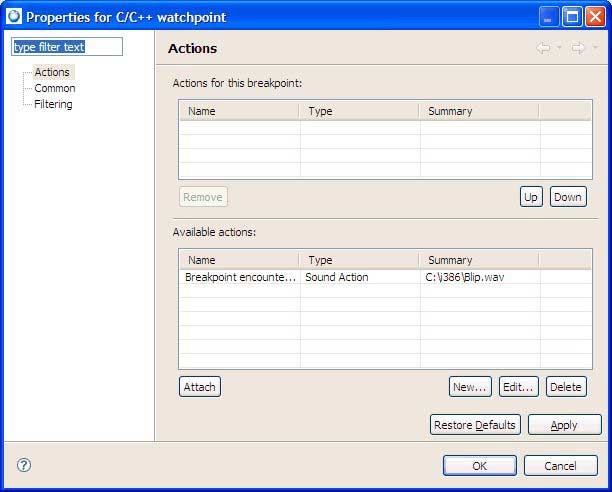 Properties for C/C++ watchpoint
type filter text
Actions
Common
Filtering
Actions
Actions for this breakpoint:
Name Type Summary
Remove Up Down
Available actions:
Name Type Summary
Breakpoint encounte... Sound Action C:\i386\Blip.wav
Attach New... Edit... Delete
Restore Defaults Apply
? OK Cancel